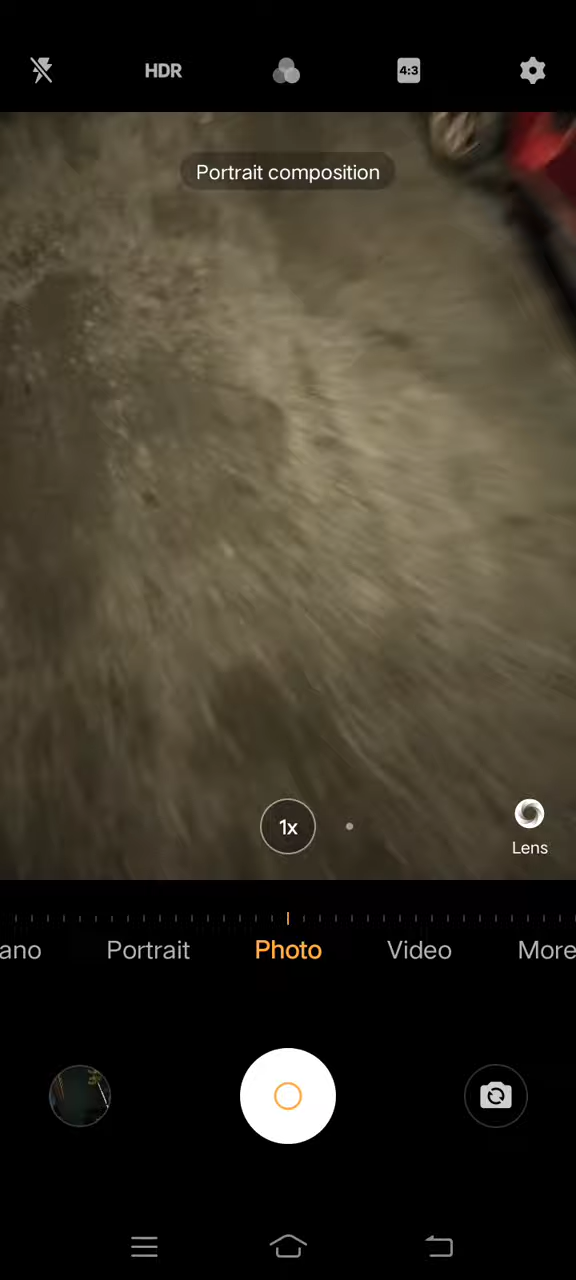 HDR
4:3
Portrait composition
1x
Lens
ano
Portrait
Photo
Video
More